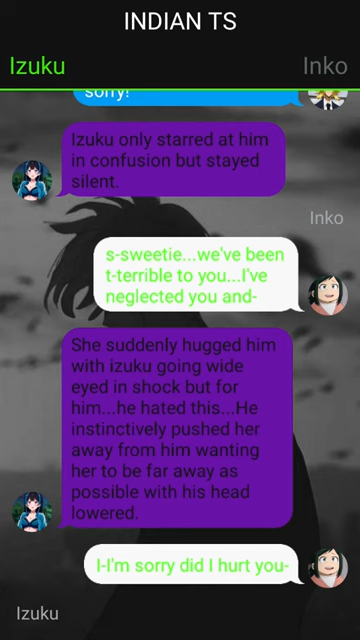 INDIAN TS
Izuku Inko
sorry!
Izuku only starred at him
in confusion but stayed
silent.
Inko
s-sweetie...we've been
t-terrible to you...I've
neglected you and-
She suddenly hugged him
with izuku going wide
eyed in shock but for
him...he hated this...He
instinctively pushed her
away from him wanting
her to be far away as
possible with his head
lowered.
I-I'm sorry did I hurt you-
Izuku